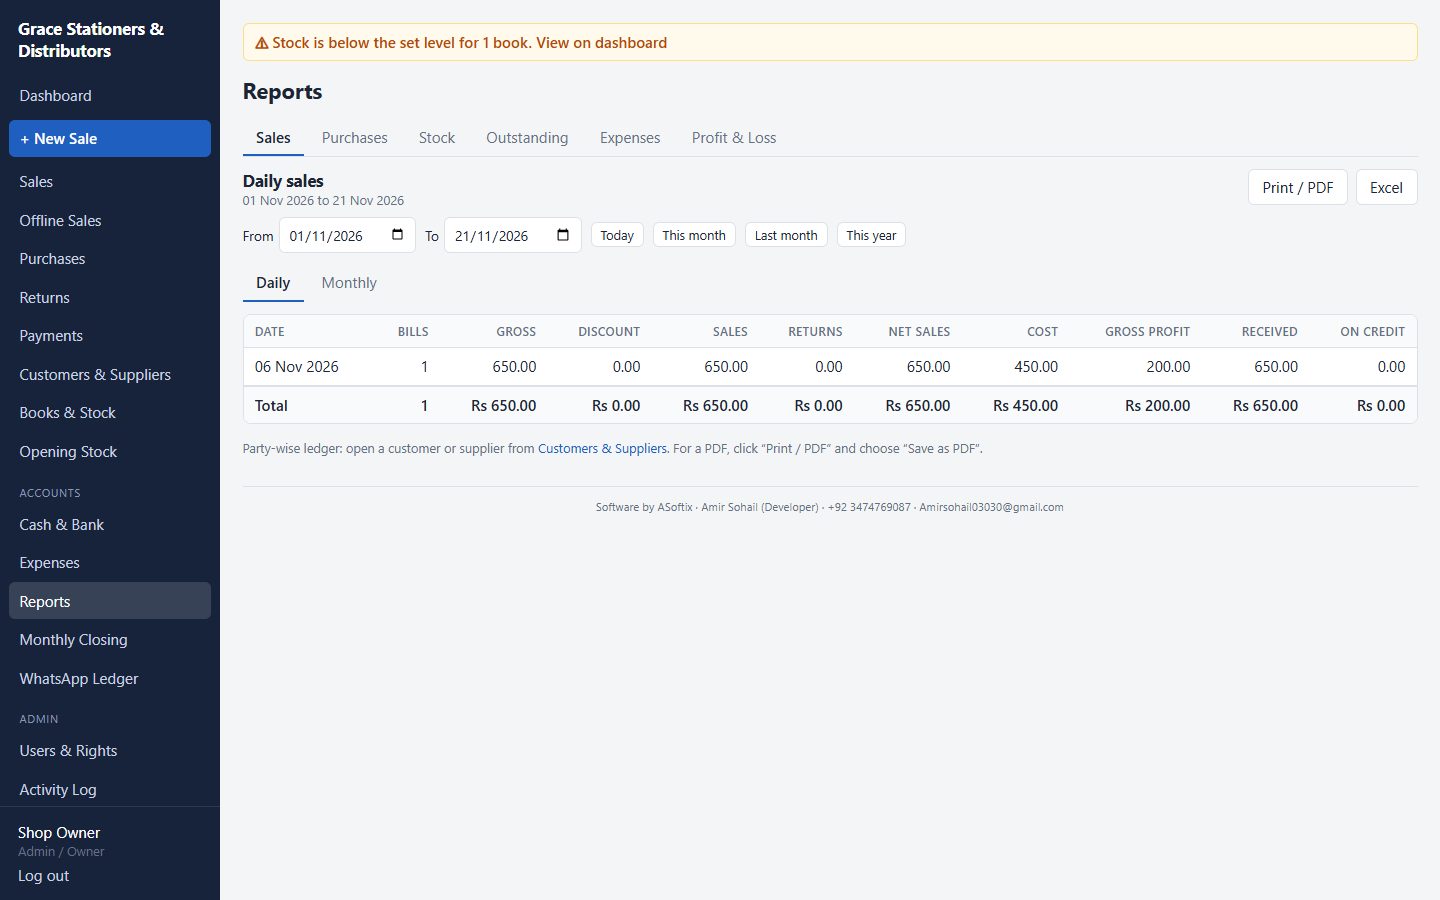 Grace Stationers &
Distributors
Dashboard
+ New Sale
Sales
Offline Sales
Purchases
Returns
Payments
Customers & Suppliers
Books & Stock
Opening Stock
ACCOUNTS
Cash & Bank
Expenses
Reports
Monthly Closing
WhatsApp Ledger
ADMIN
Users & Rights
Activity Log
Shop Owner
Admin / Owner
Log out
⚠ Stock is below the set level for 1 book. View on dashboard
Reports
Sales Purchases Stock Outstanding Expenses Profit & Loss
Daily sales
01 Nov 2026 to 21 Nov 2026
Print / PDF Excel
From 01/11/2026 To 21/11/2026 Today This month Last month This year
Daily Monthly
DATE BILLS GROSS DISCOUNT SALES RETURNS NET SALES COST GROSS PROFIT RECEIVED ON CREDIT
06 Nov 2026 1 650.00 0.00 650.00 0.00 650.00 450.00 200.00 650.00 0.00
Total 1 Rs 650.00 Rs 0.00 Rs 650.00 Rs 0.00 Rs 650.00 Rs 450.00 Rs 200.00 Rs 650.00 Rs 0.00
Party-wise ledger: open a customer or supplier from Customers & Suppliers. For a PDF, click “Print / PDF” and choose “Save as PDF”.
Software by ASoftix · Amir Sohail (Developer) · +92 3474769087 · Amirsohail03030@gmail.com